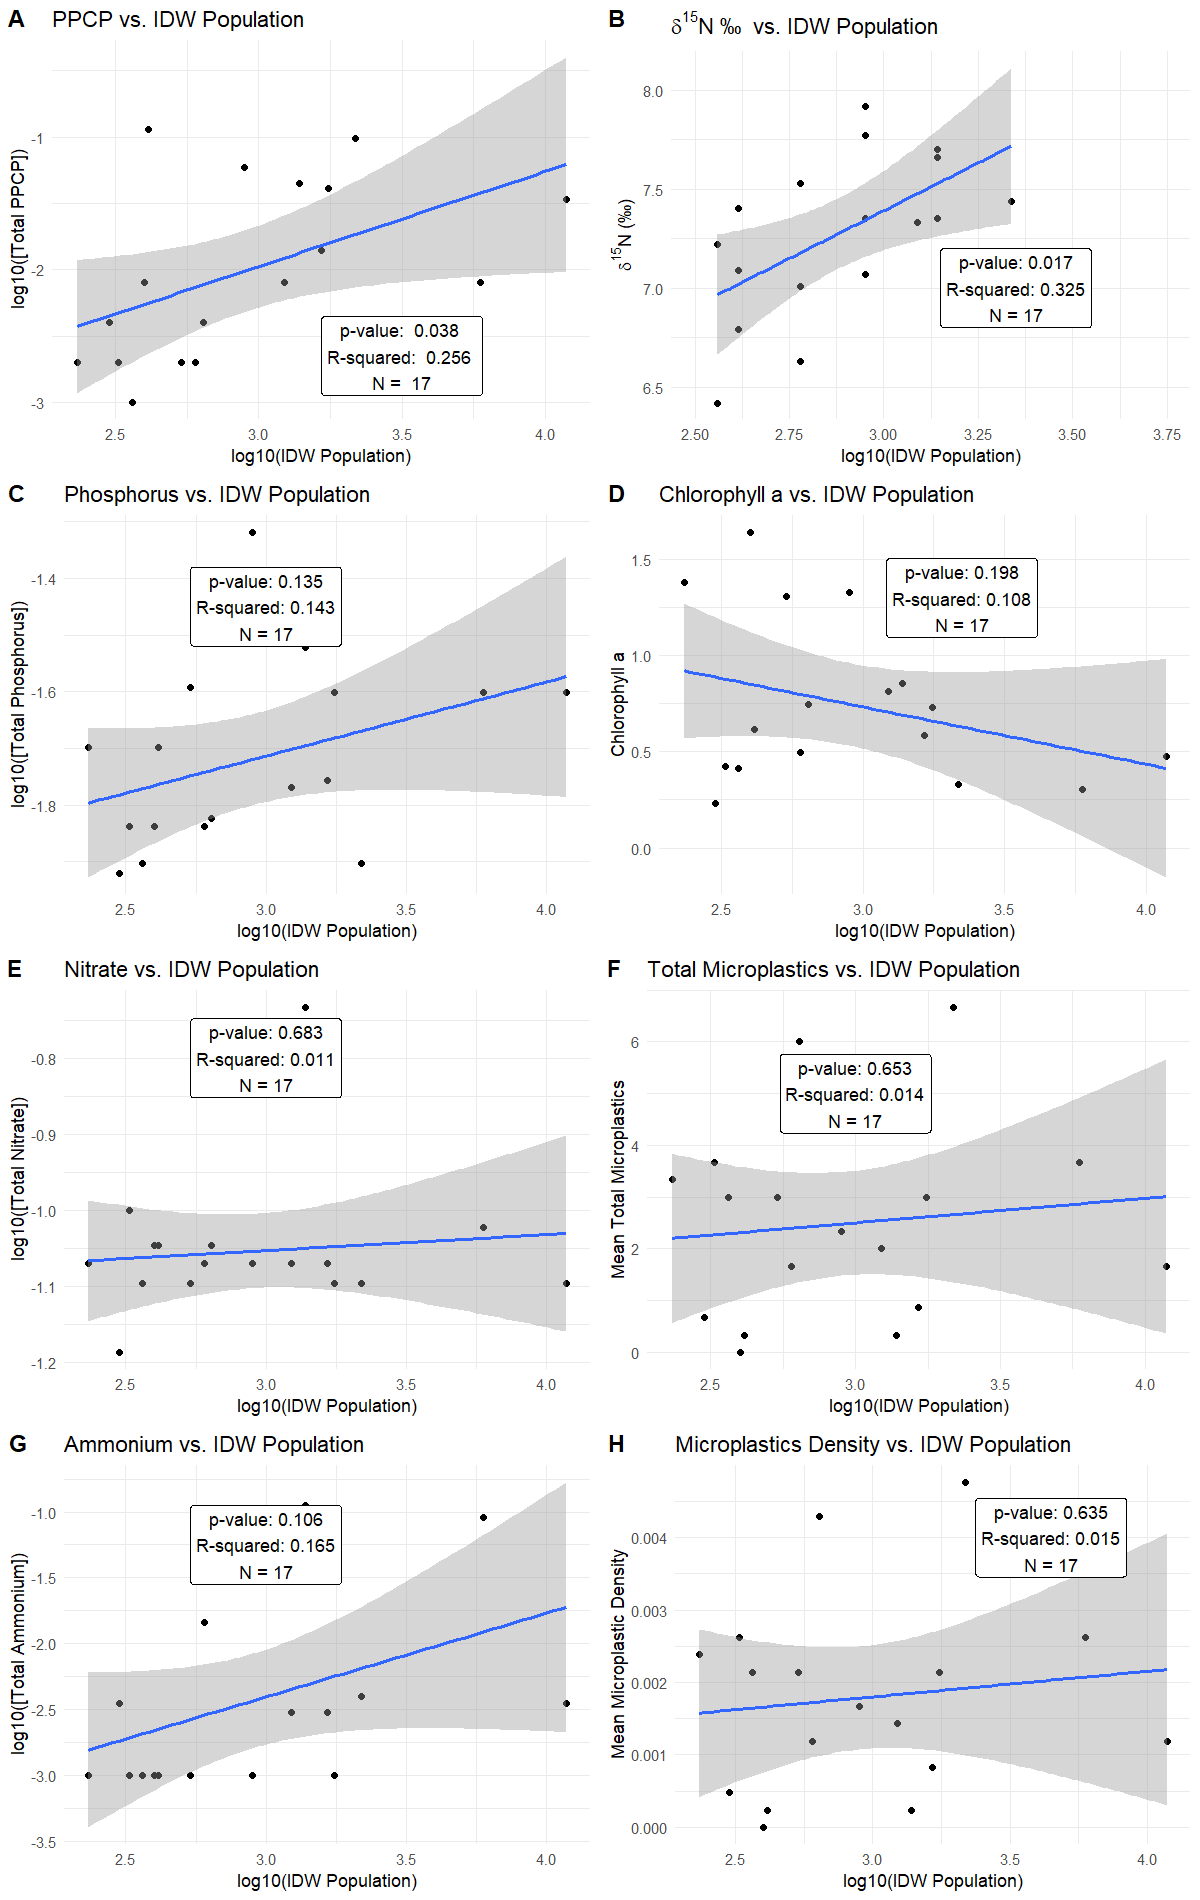 A PPCP vs. IDW Population
log10([Total PPCP])
-1
-2
-3
p-value: 0.038
R-squared: 0.256
N = 17
2.5 3.0 3.5 4.0
log10(IDW Population)
B δ¹⁵N ‰ vs. IDW Population
δ¹⁵N (‰)
8.0
7.5
7.0
6.5
p-value: 0.017
R-squared: 0.325
N = 17
2.50 2.75 3.00 3.25 3.50 3.75
log10(IDW Population)
C Phosphorus vs. IDW Population
log10([Total Phosphorus])
-1.4
-1.6
-1.8
p-value: 0.135
R-squared: 0.143
N = 17
2.5 3.0 3.5 4.0
log10(IDW Population)
D Chlorophyll a vs. IDW Population
Chlorophyll a
1.5
1.0
0.5
0.0
p-value: 0.198
R-squared: 0.108
N = 17
2.5 3.0 3.5 4.0
log10(IDW Population)
E Nitrate vs. IDW Population
log10([Total Nitrate])
-0.8
-0.9
-1.0
-1.1
-1.2
p-value: 0.683
R-squared: 0.011
N = 17
2.5 3.0 3.5 4.0
log10(IDW Population)
F Total Microplastics vs. IDW Population
Mean Total Microplastics
6
4
2
0
p-value: 0.653
R-squared: 0.014
N = 17
2.5 3.0 3.5 4.0
log10(IDW Population)
G Ammonium vs. IDW Population
log10([Total Ammonium])
-1.0
-1.5
-2.0
-2.5
-3.0
-3.5
p-value: 0.106
R-squared: 0.165
N = 17
2.5 3.0 3.5 4.0
log10(IDW Population)
H Microplastics Density vs. IDW Population
Mean Microplastic Density
0.004
0.003
0.002
0.001
0.000
p-value: 0.635
R-squared: 0.015
N = 17
2.5 3.0 3.5 4.0
log10(IDW Population)